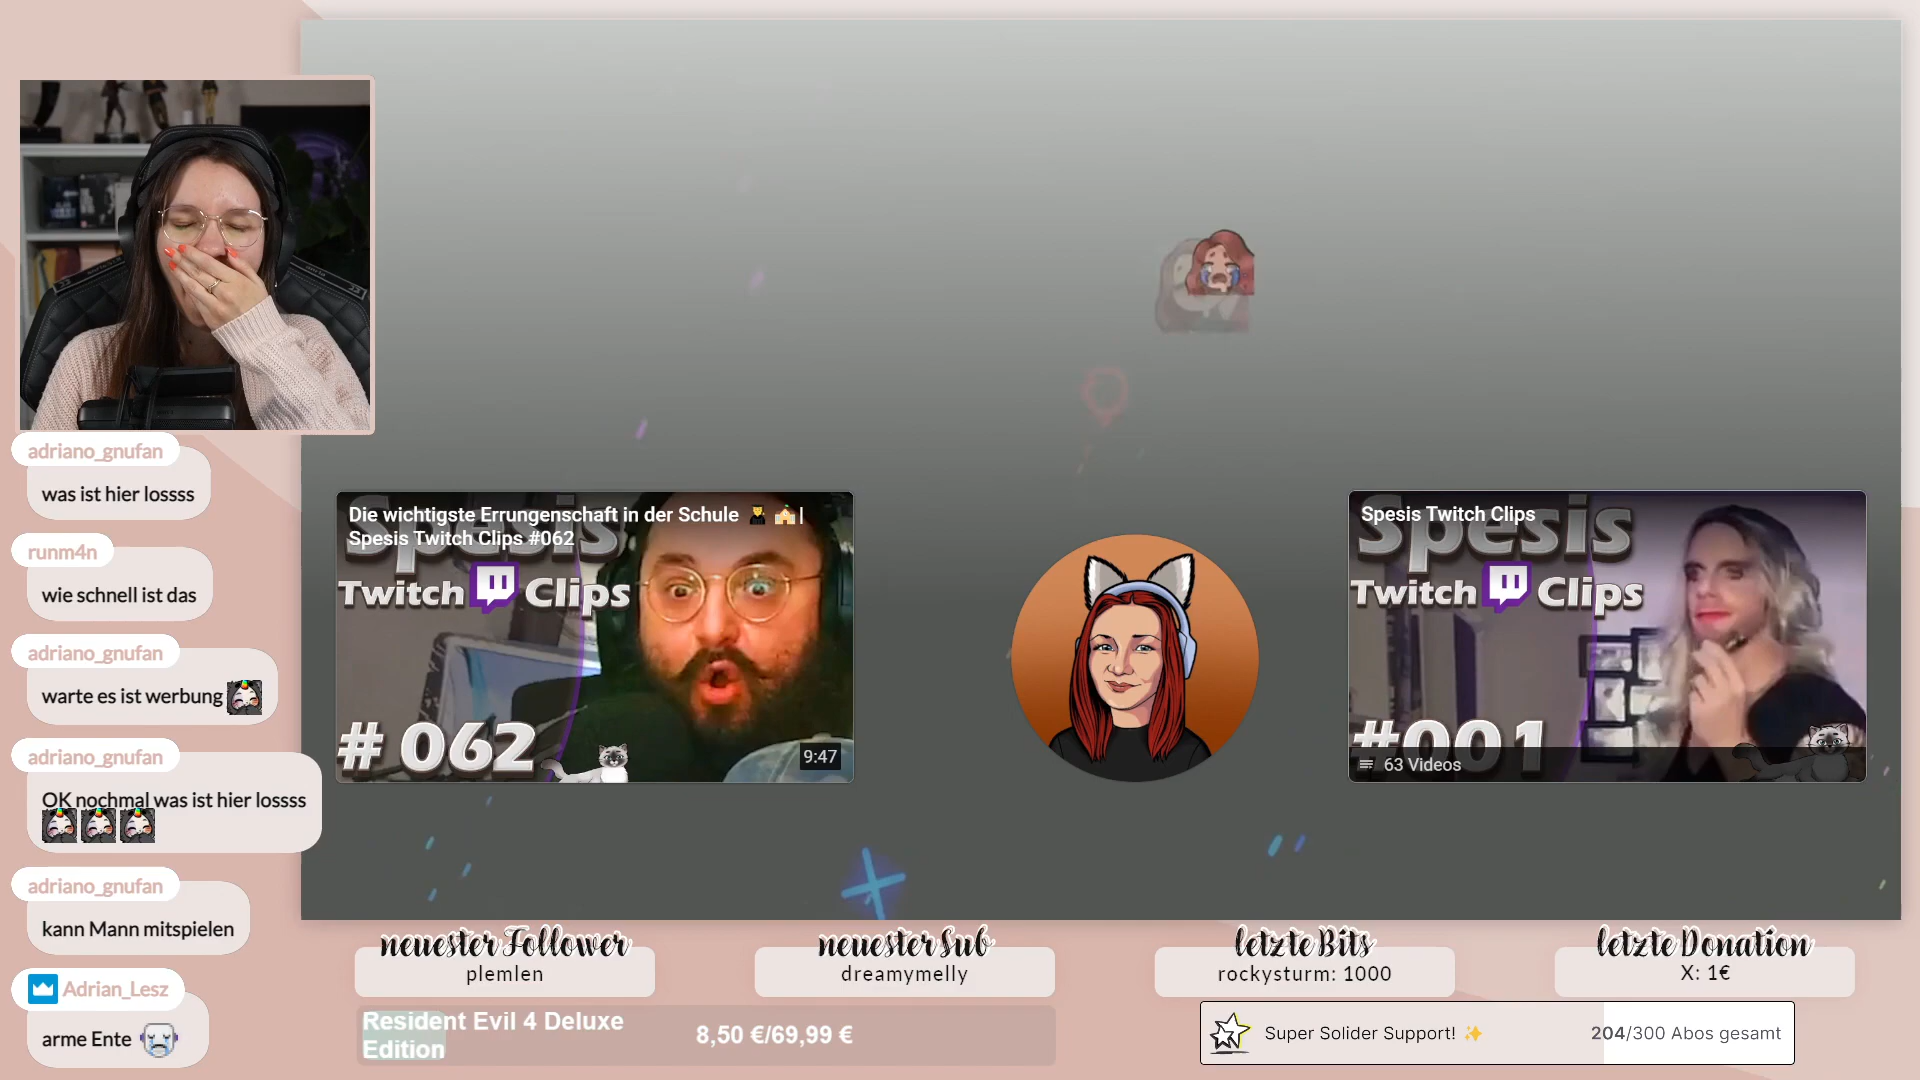 adriano_gnufan
was ist hier lossss
runm4n
wie schnell ist das
adriano_gnufan
warte es ist werbung
adriano_gnufan
OK nochmal was ist hier lossss
adriano_gnufan
kann Mann mitspielen
Adrian_Lesz
arme Ente
Die wichtigste Errungenschaft in der Schule 👨‍🎓 🏫 |
Spesis Twitch Clips #062
Spesis
Twitch Clips
# 062
9:47
Spesis Twitch Clips
Spesis
Twitch Clips
#001
63 Videos
neuester Follower
plemlen
neuester Sub
dreamymelly
letzte Bits
rockysturm: 1000
letzte Donation
X: 1€
Resident Evil 4 Deluxe
Edition
8,50 €/69,99 €
Super Solider Support! ✨
204/300 Abos gesamt